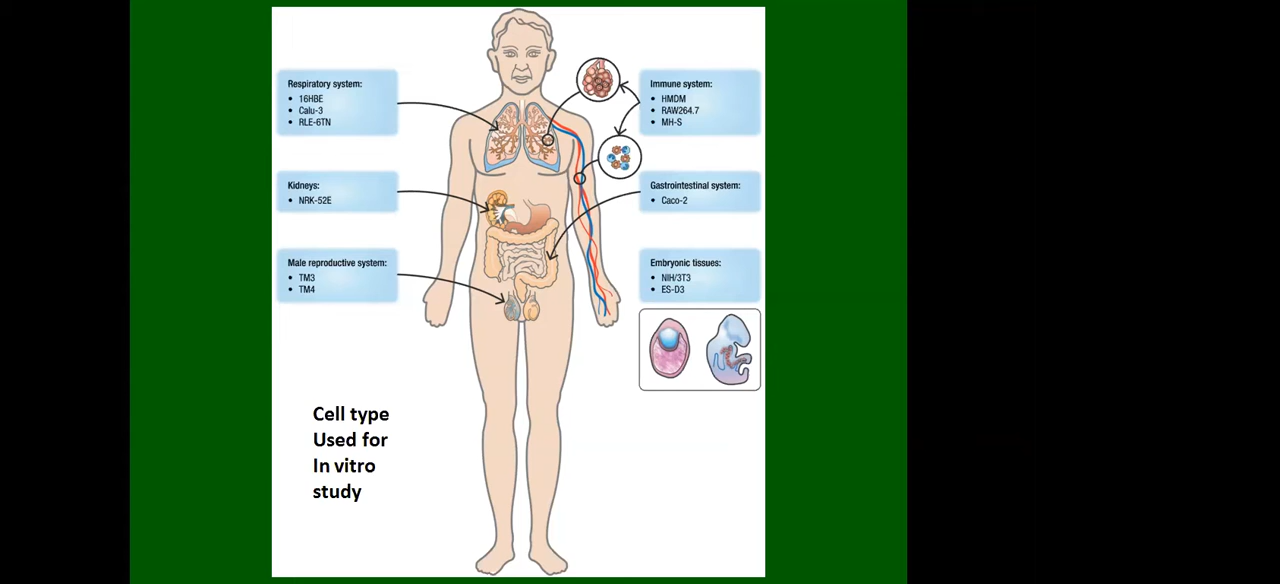 Respiratory system:
• 16HBE
• Calu-3
• RLE-6TN
Kidneys:
• NRK-52E
Male reproductive system:
• TM3
• TM4
Immune system:
• HMDM
• RAW264.7
• MH-S
Gastrointestinal system:
• Caco-2
Embryonic tissues:
• NIH/3T3
• ES-D3
Cell type
Used for
In vitro
study